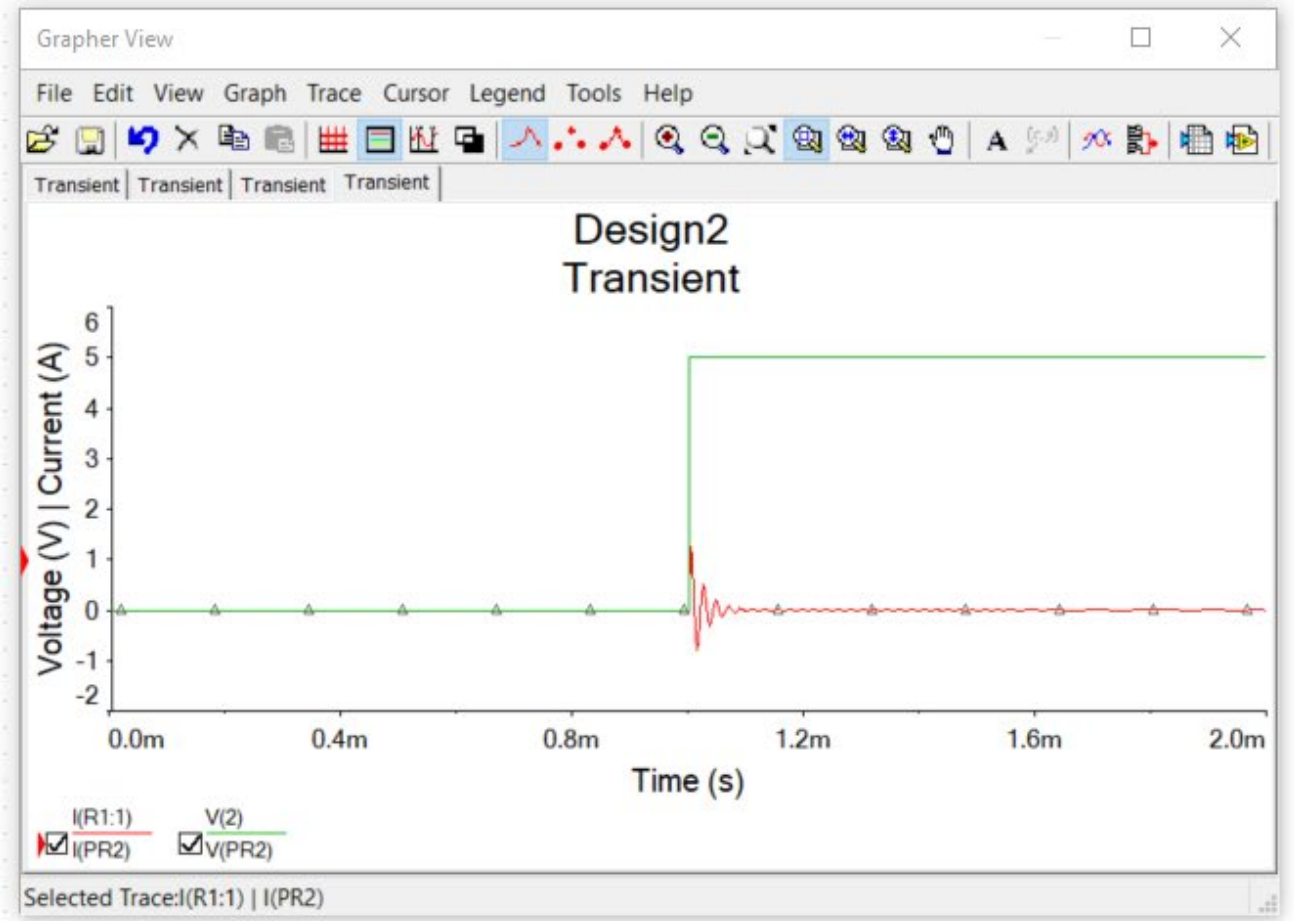 Grapher View
File Edit View Graph Trace Cursor Legend Tools Help
A
Transient Transient Transient Transient
Design2
Transient
Voltage (V) | Current (A)
6
5
4
3
2
1
0
-1
-2
0.0m 0.4m 0.8m 1.2m 1.6m 2.0m
Time (s)
I(R1:1) V(2)
I(PR2) V(PR2)
Selected Trace:I(R1:1) | I(PR2)